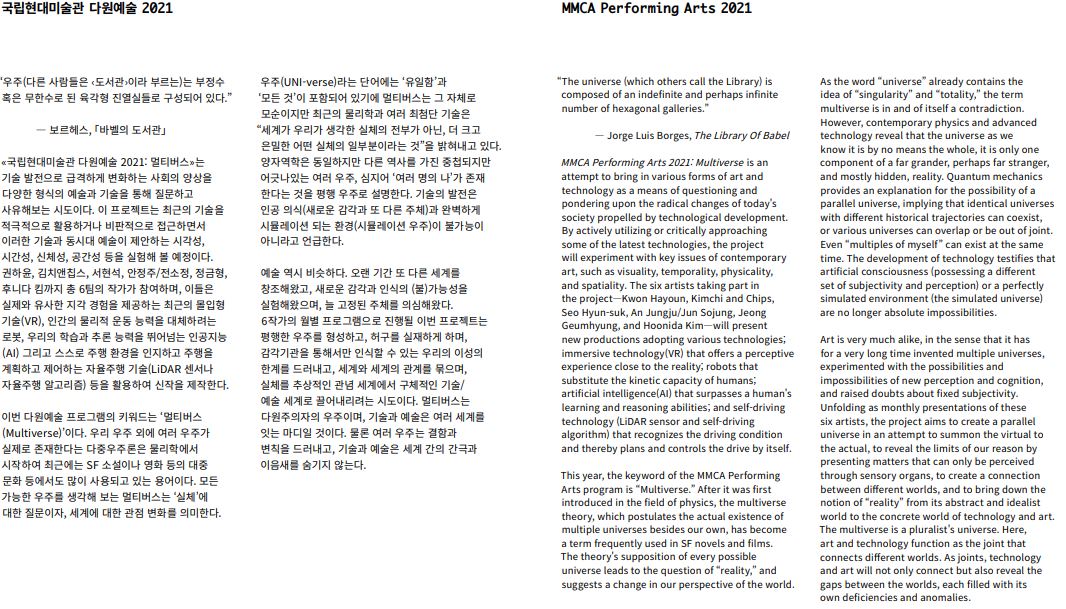 국립현대미술관 다원예술 2021
‘우주(다른 사람들은 ‹도서관›이라 부르는)는 부정수
혹은 무한수로 된 육각형 진열실들로 구성되어 있다.”
— 보르헤스, 「바벨의 도서관」
«국립현대미술관 다원예술 2021: 멀티버스»는
기술 발전으로 급격하게 변화하는 사회의 양상을
다양한 형식의 예술과 기술을 통해 질문하고
사유해보는 시도이다. 이 프로젝트는 최근의 기술을
적극적으로 활용하거나 비판적으로 접근하면서
이러한 기술과 동시대 예술이 제안하는 시각성,
시간성, 신체성, 공간성 등을 실험해 볼 예정이다.
권하윤, 김치앤칩스, 서현석, 안정주/전소정, 정금형,
후니다 킴까지 총 6팀의 작가가 참여하며, 이들은
실제와 유사한 지각 경험을 제공하는 최근의 몰입형
기술(VR), 인간의 물리적 운동 능력을 대체하려는
로봇, 우리의 학습과 추론 능력을 뛰어넘는 인공지능
(AI) 그리고 스스로 주행 환경을 인지하고 주행을
계획하고 제어하는 자율주행 기술(LiDAR 센서나
자율주행 알고리즘) 등을 활용하여 신작을 제작한다.
이번 다원예술 프로그램의 키워드는 ‘멀티버스
(Multiverse)’이다. 우리 우주 외에 여러 우주가
실제로 존재한다는 다중우주론은 물리학에서
시작하여 최근에는 SF 소설이나 영화 등의 대중
문화 등에서도 많이 사용되고 있는 용어이다. 모든
가능한 우주를 생각해 보는 멀티버스는 ‘실체’에
대한 질문이자, 세계에 대한 관점 변화를 의미한다.
우주(UNI-verse)라는 단어에는 ‘유일함’과
‘모든 것’이 포함되어 있기에 멀티버스는 그 자체로
모순이지만 최근의 물리학과 여러 최첨단 기술은
“세계가 우리가 생각한 실체의 전부가 아닌, 더 크고
은밀한 어떤 실체의 일부분이라는 것”을 밝혀내고 있다.
양자역학은 동일하지만 다른 역사를 가진 중첩되지만
어긋나있는 여러 우주, 심지어 ‘여러 명의 나’가 존재
한다는 것을 평행 우주로 설명한다. 기술의 발전은
인공 의식(새로운 감각과 또 다른 주체)과 완벽하게
시뮬레이션 되는 환경(시뮬레이션 우주)이 불가능이
아니라고 언급한다.
예술 역시 비슷하다. 오랜 기간 또 다른 세계를
창조해왔고, 새로운 감각과 인식의 (불)가능성을
실험해왔으며, 늘 고정된 주체를 의심해왔다.
6작가의 월별 프로그램으로 진행될 이번 프로젝트는
평행한 우주를 형성하고, 허구를 실재하게 하며,
감각기관을 통해서만 인식할 수 있는 우리의 이성의
한계를 드러내고, 세계와 세계의 관계를 묶으며,
실체를 추상적인 관념 세계에서 구체적인 기술/
예술 세계로 끌어내리려는 시도이다. 멀티버스는
다원주의자의 우주이며, 기술과 예술은 여러 세계를
잇는 마디일 것이다. 물론 여러 우주는 결함과
변칙을 드러내고, 기술과 예술은 세계 간의 간극과
이음새를 숨기지 않는다.
MMCA Performing Arts 2021
“The universe (which others call the Library) is
composed of an indefinite and perhaps infinite
number of hexagonal galleries.”
— Jorge Luis Borges, The Library Of Babel
MMCA Performing Arts 2021: Multiverse is an
attempt to bring in various forms of art and
technology as a means of questioning and
pondering upon the radical changes of today’s
society propelled by technological development.
By actively utilizing or critically approaching
some of the latest technologies, the project
will experiment with key issues of contemporary
art, such as visuality, temporality, physicality,
and spatiality. The six artists taking part in
the project—Kwon Hayoun, Kimchi and Chips,
Seo Hyun-suk, An Jungju/Jun Sojung, Jeong
Geumhyung, and Hoonida Kim—will present
new productions adopting various technologies;
immersive technology(VR) that offers a perceptive
experience close to the reality; robots that
substitute the kinetic capacity of humans;
artificial intelligence(AI) that surpasses a human’s
learning and reasoning abilities; and self-driving
technology (LiDAR sensor and self-driving
algorithm) that recognizes the driving condition
and thereby plans and controls the drive by itself.
This year, the keyword of the MMCA Performing
Arts program is “Multiverse.” After it was first
introduced in the field of physics, the multiverse
theory, which postulates the actual existence of
multiple universes besides our own, has become
a term frequently used in SF novels and films.
The theory’s supposition of every possible
universe leads to the question of “reality,” and
suggests a change in our perspective of the world.
As the word “universe” already contains the
idea of “singularity” and “totality,” the term
multiverse is in and of itself a contradiction.
However, contemporary physics and advanced
technology reveal that the universe as we
know it is by no means the whole, it is only one
component of a far grander, perhaps far stranger,
and mostly hidden, reality. Quantum mechanics
provides an explanation for the possibility of a
parallel universe, implying that identical universes
with different historical trajectories can coexist,
or various universes can overlap or be out of joint.
Even “multiples of myself” can exist at the same
time. The development of technology testifies that
artificial consciousness (possessing a different
set of subjectivity and perception) or a perfectly
simulated environment (the simulated universe)
are no longer absolute impossibilities.
Art is very much alike, in the sense that it has
for a very long time invented multiple universes,
experimented with the possibilities and
impossibilities of new perception and cognition,
and raised doubts about fixed subjectivity.
Unfolding as monthly presentations of these
six artists, the project aims to create a parallel
universe in an attempt to summon the virtual to
the actual, to reveal the limits of our reason by
presenting matters that can only be perceived
through sensory organs, to create a connection
between different worlds, and to bring down the
notion of “reality” from its abstract and idealist
world to the concrete world of technology and art.
The multiverse is a pluralist’s universe. Here,
art and technology function as the joint that
connects different worlds. As joints, technology
and art will not only connect but also reveal the
gaps between the worlds, each filled with its
own deficiencies and anomalies.